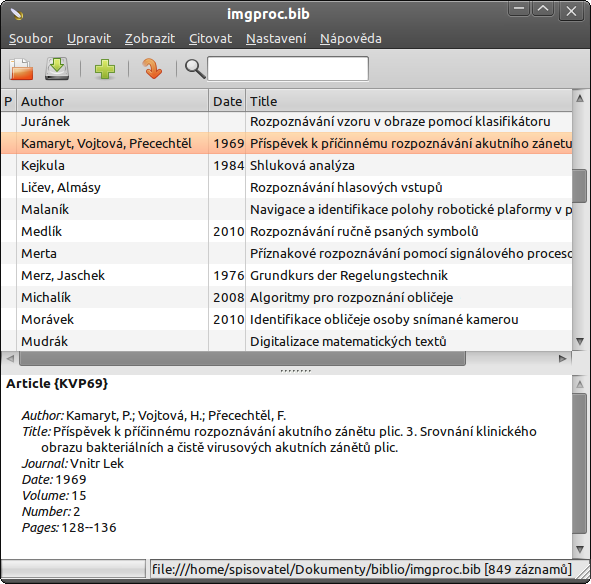 imgproc.bib
Soubor Upravit Zobrazit Citovat Nastavení Nápověda
P Author Date Title
Juránek Rozpoznávání vzoru v obraze pomocí klasifikátoru
Kamaryt, Vojtová, Přecechtěl 1969 Příspěvek k příčinnému rozpoznávání akutního zánetu
Kejkula 1984 Shluková analýza
Ličev, Almásy Rozpoznávání hlasových vstupů
Malaník Navigace a identifikace polohy robotické plaformy v p
Medlík 2010 Rozpoznávání ručně psaných symbolů
Merta Příznakové rozpoznávání pomocí signálového proceso
Merz, Jaschek 1976 Grundkurs der Regelungstechnik
Michalík 2008 Algoritmy pro rozpoznání obličeje
Morávek 2010 Identifikace obličeje osoby snímané kamerou
Mudrák Digitalizace matematických textů
Article {KVP69}
Author: Kamaryt, P.; Vojtová, H.; Přecechtěl, F.
Title: Příspěvek k příčinnému rozpoznávání akutního zánětu plic. 3. Srovnání klinického
obrazu bakteriálních a čistě virusových akutních zánětů plic.
Journal: Vnitr Lek
Date: 1969
Volume: 15
Number: 2
Pages: 128--136
file:///home/spisovatel/Dokumenty/biblio/imgproc.bib [849 záznamů]